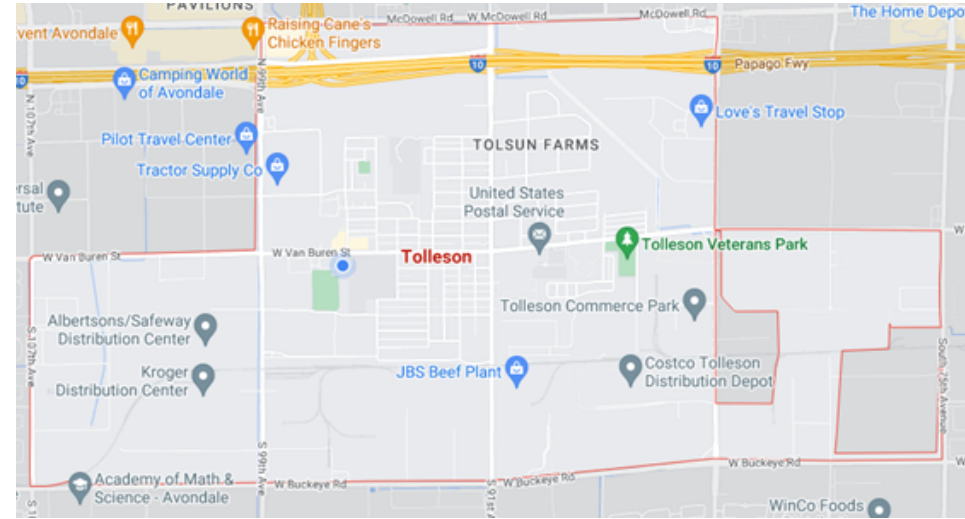 PAVILIONS
McDowell Rd
W McDowell Rd
McDowell Rd
The Home Depo
vent Avondale
Raising Cane's
Chicken Fingers
10
10
10
Papago Fwy
Camping World
of Avondale
N 99th Ave
N 107th Ave
Love's Travel Stop
Pilot Travel Center
TOLSUN FARMS
Tractor Supply Co
United States
Postal Service
ersal
itute
W Van Buren St
W Van Buren St
Tolleson
Tolleson Veterans Park
Tolleson Commerce Park
Albertsons/Safeway
Distribution Center
S 107th Ave
Kroger
Distribution Center
JBS Beef Plant
Costco Tolleson
Distribution Depot
South 75th Avenue
S 99th Ave
Academy of Math &
Science - Avondale
W Buckeye Rd
S 91st A
W Buckeye Rd
W Buckeye Rd
S 10
WinCo Foods